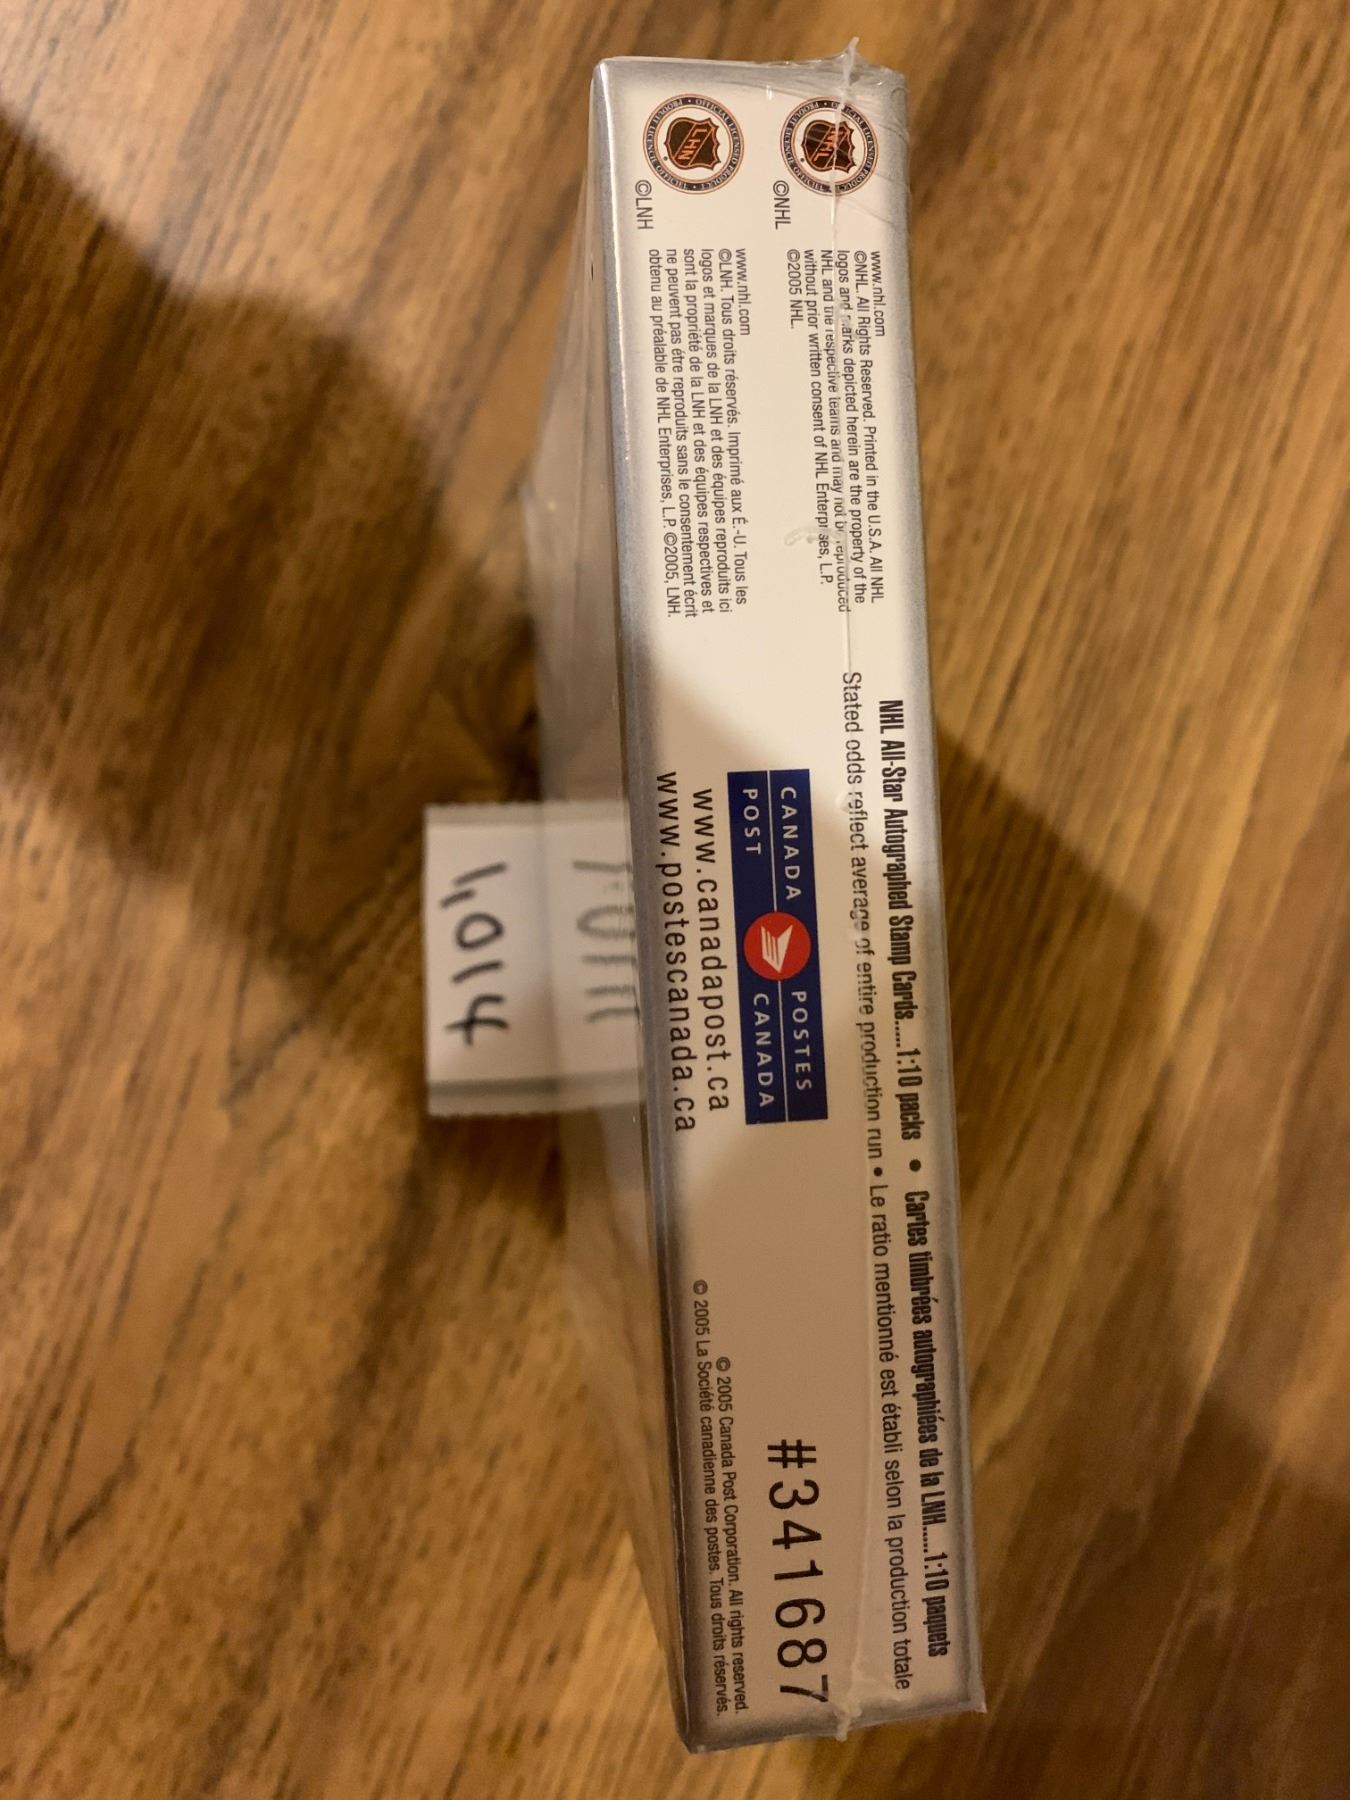 NHL All-Star Autographed Stamp Cards.....1:10 packs • Cartes timbrées autographiées de la LNH.....1:10 paquets
Stated odds reflect average of entire production run • Le ratio mentionné est établi selon la production totale
NHL
©NHL
www.nhl.com
©NHL. All Rights Reserved. Printed in the U.S.A. All NHL
logos and marks depicted herein are the property of the
NHL and the respective teams and may not be reproduced
without prior written consent of NHL Enterprises, L.P.
©2005 NHL.
LNH
©LNH
www.nhl.com
©LNH. Tous droits réservés. Imprimé aux É.-U. Tous les
logos et marques de la LNH et des équipes reproduits ici
sont la propriété de la LNH et des équipes respectives et
ne peuvent pas être reproduits sans le consentement écrit
obtenu au préalable de NHL Enterprises, L.P. ©2005, LNH.
CANADA POSTES
POST CANADA
www.canadapost.ca
www.postescanada.ca
#341687
© 2005 Canada Post Corporation. All rights reserved.
© 2005 La Société canadienne des postes. Tous droits réservés.
1,014